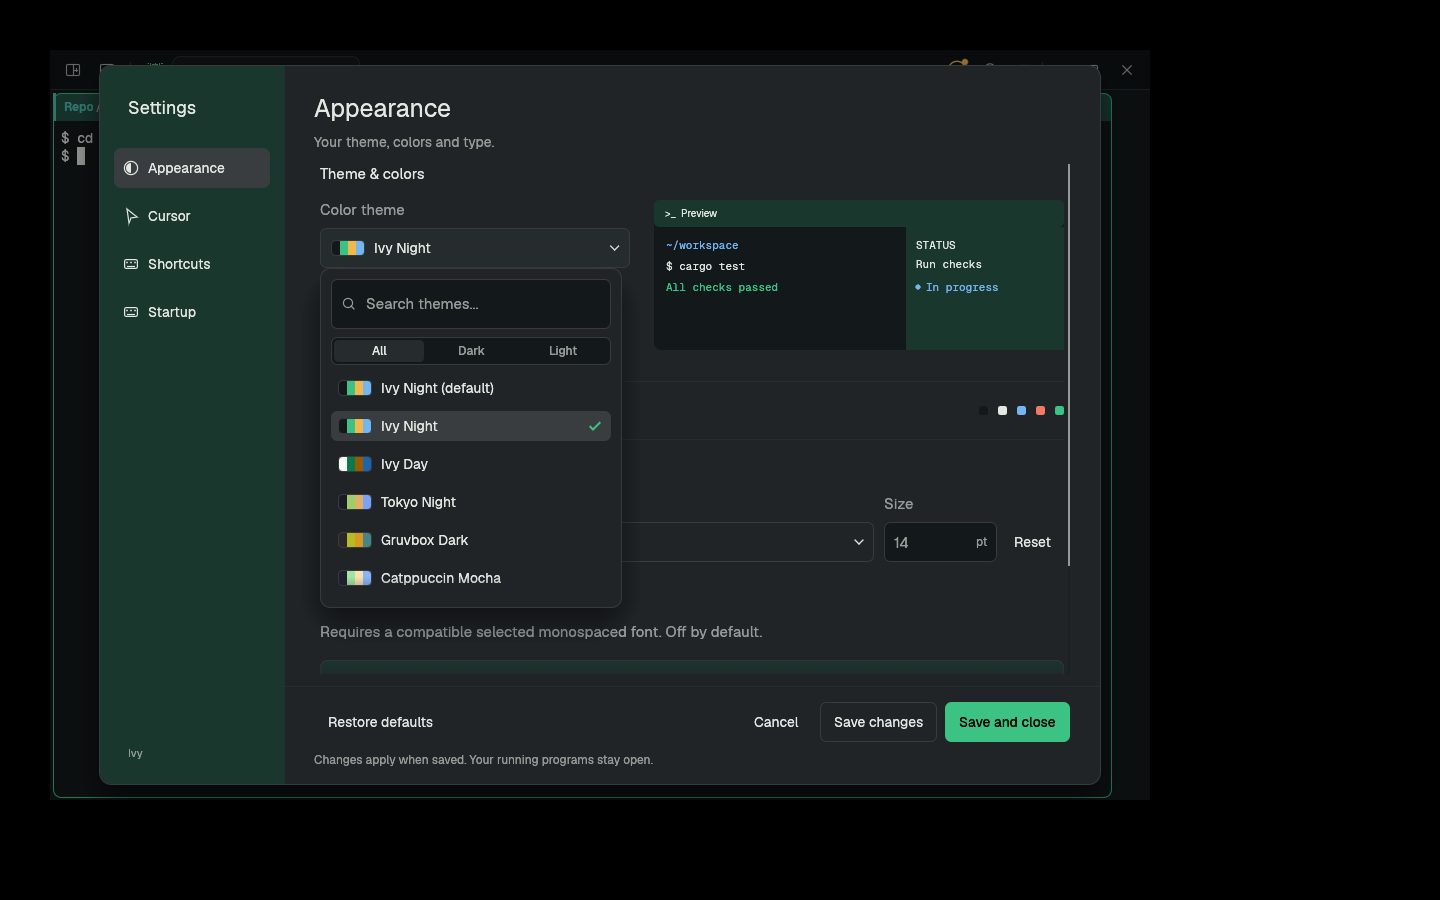 Repo /
$ cd
$
Settings
Appearance
Cursor
Shortcuts
Startup
Ivy
Appearance
Your theme, colors and type.
Theme & colors
Color theme
Ivy Night
Search themes...
All Dark Light
Ivy Night (default)
Ivy Night
Ivy Day
Tokyo Night
Gruvbox Dark
Catppuccin Mocha
>_ Preview
~/workspace
$ cargo test
All checks passed
STATUS
Run checks
In progress
Size
14 pt
Reset
Requires a compatible selected monospaced font. Off by default.
Restore defaults
Cancel
Save changes
Save and close
Changes apply when saved. Your running programs stay open.